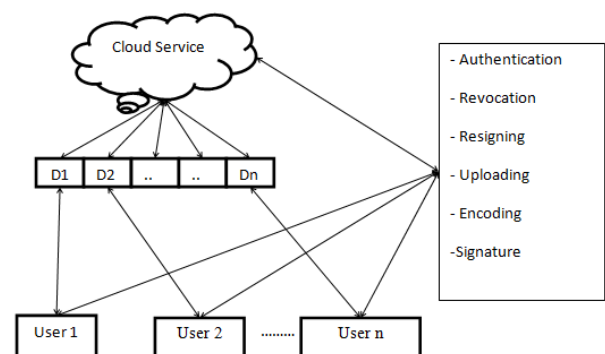 Cloud Service
- Authentication
- Revocation
- Resigning
- Uploading
- Encoding
-Signature
D1 D2 .. .. Dn
User 1 User 2 ......... User n